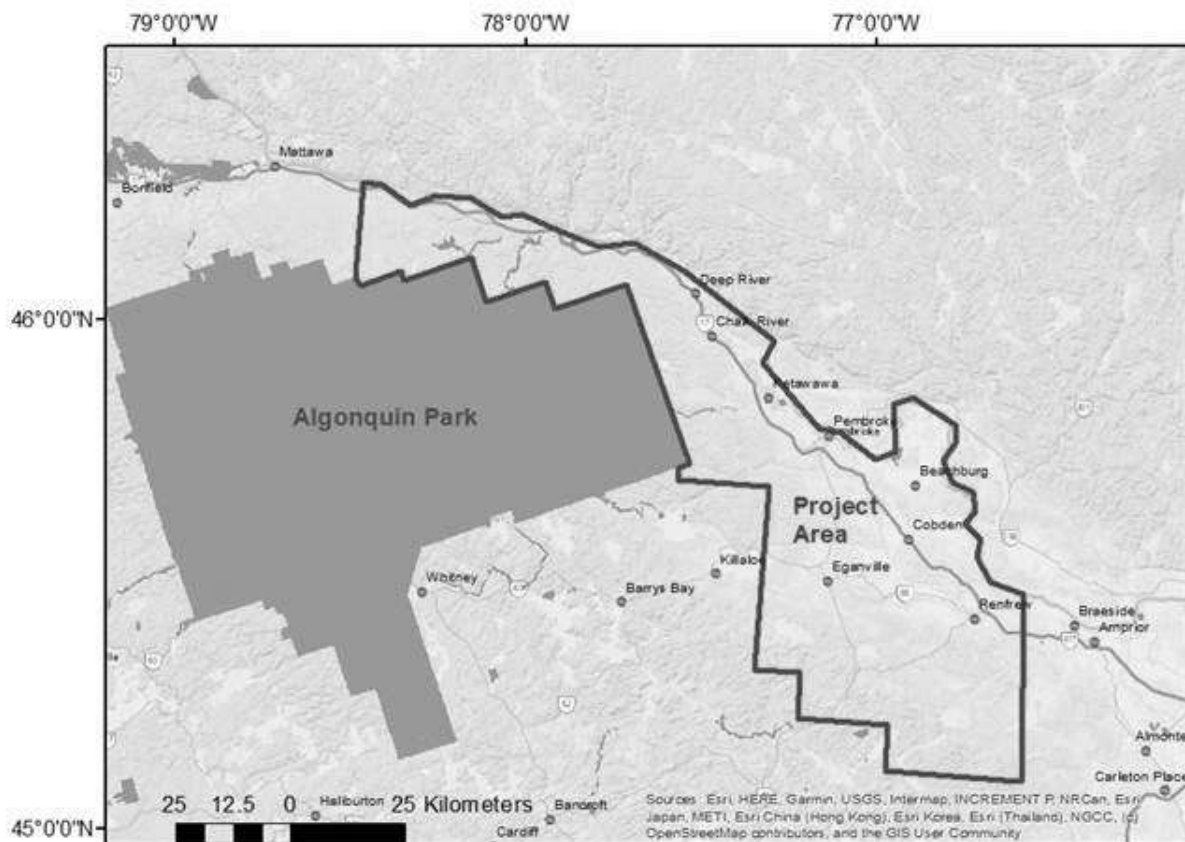 79°0'0"W 78°0'0"W 77°0'0"W
Mattawa
Bonfield
Deep River
46°0'0"N
17
Chalk River
Petawawa
Algonquin Park
Pembroke
Beachburg
Project
Area
Cobden
Killaloe
Eganville
Whitney
Barrys Bay
Renfrew
Braeside
Arnprior
Almonte
Carleton Place
25 12.5 0 25 Kilometers
Haliburton
Bancroft
45°0'0"N
Cardiff
Sources: Esri, HERE, Garmin, USGS, Intermap, INCREMENT P, NRCan, Esri
Japan, METI, Esri China (Hong Kong), Esri Korea, Esri (Thailand), NGCC, (c)
OpenStreetMap contributors, and the GIS User Community